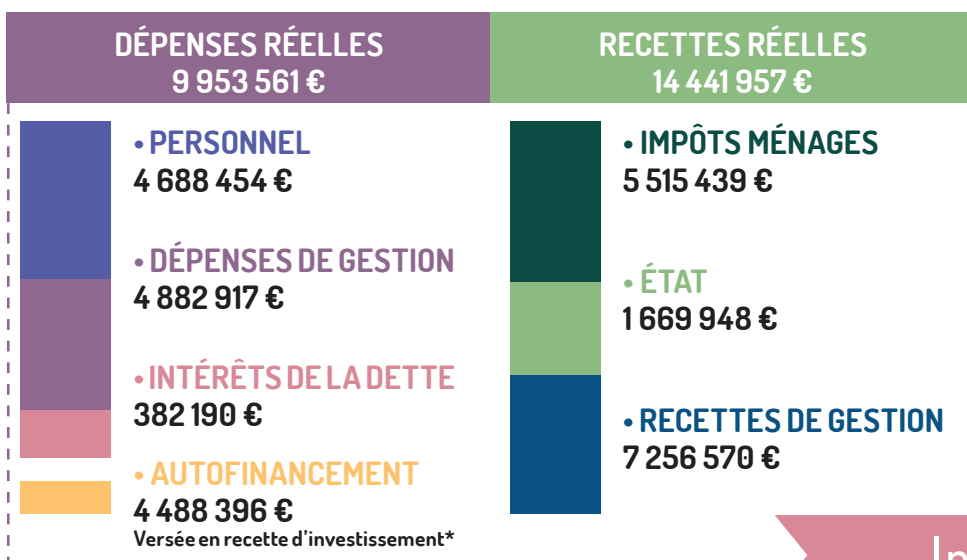 DÉPENSES RÉELLES
9 953 561 €
RECETTES RÉELLES
14 441 957 €
• PERSONNEL
4 688 454 €
• DÉPENSES DE GESTION
4 882 917 €
• INTÉRÊTS DE LA DETTE
382 190 €
• AUTOFINANCEMENT
4 488 396 €
Versée en recette d'investissement*
• IMPÔTS MÉNAGES
5 515 439 €
• ÉTAT
1 669 948 €
• RECETTES DE GESTION
7 256 570 €